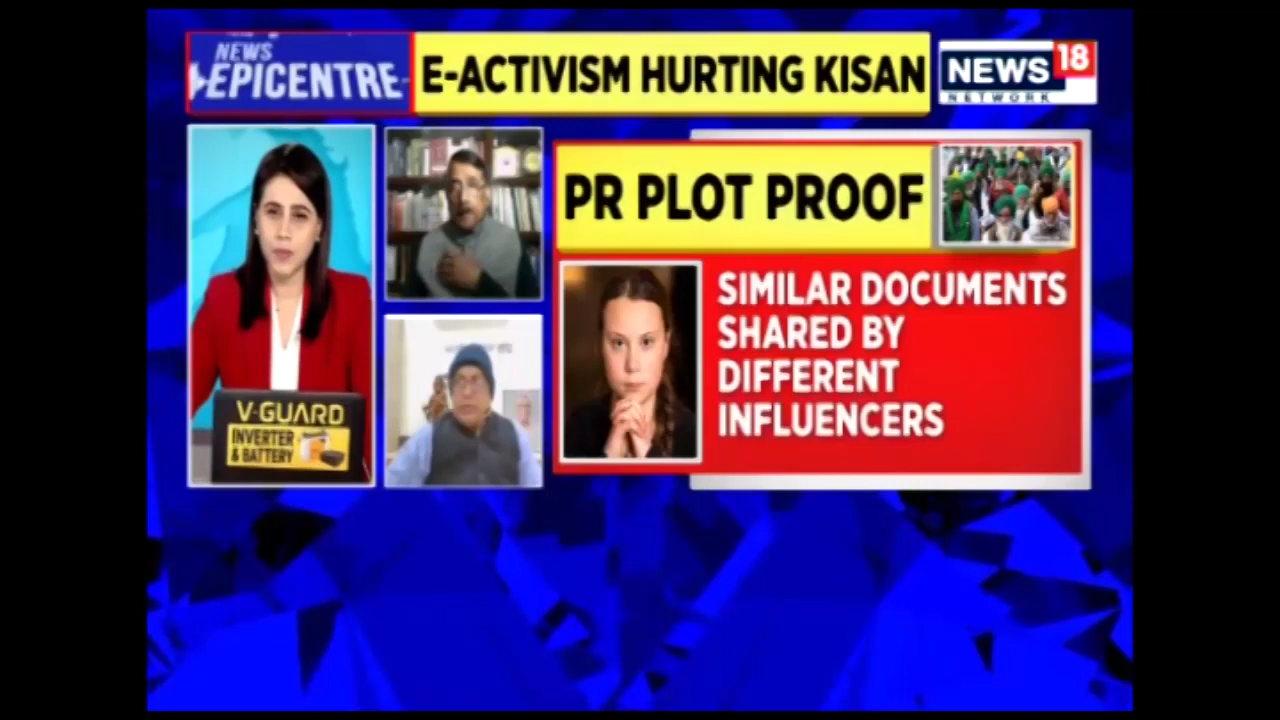 NEWS
EPICENTRE
E-ACTIVISM HURTING KISAN
NEWS 18
NETWORK
PR PLOT PROOF
SIMILAR DOCUMENTS
SHARED BY
DIFFERENT
INFLUENCERS
V-GUARD
INVERTER
& BATTERY